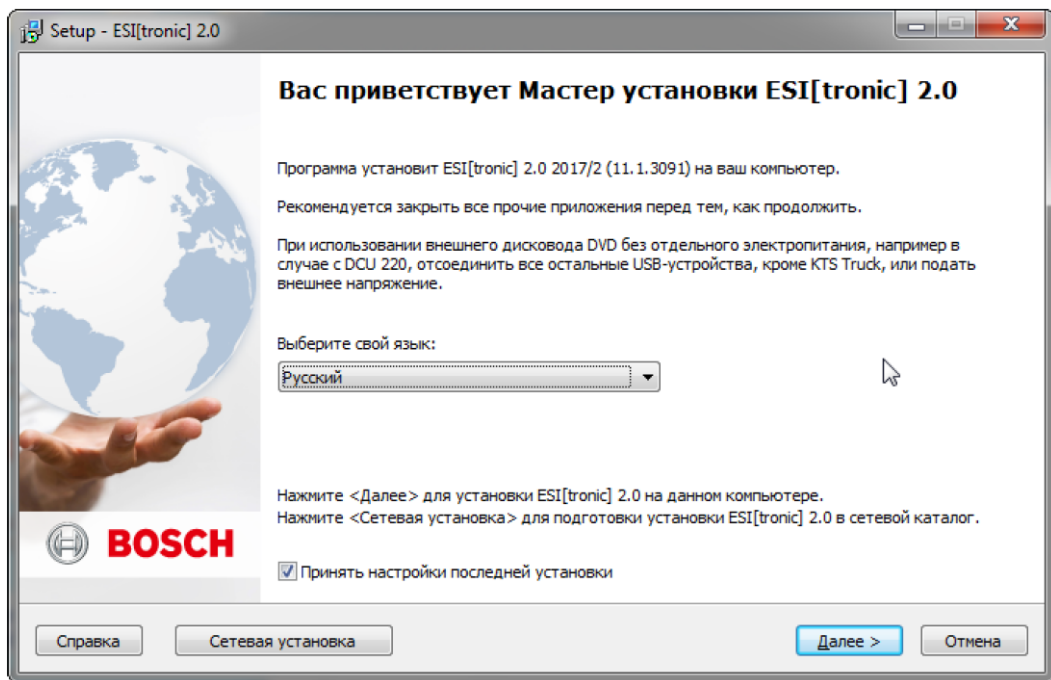 Setup - ESI[tronic] 2.0
Вас приветствует Мастер установки ESI[tronic] 2.0
Программа установит ESI[tronic] 2.0 2017/2 (11.1.3091) на ваш компьютер.
Рекомендуется закрыть все прочие приложения перед тем, как продолжить.
При использовании внешнего дисковода DVD без отдельного электропитания, например в
случае с DCU 220, отсоединить все остальные USB-устройства, кроме KTS Truck, или подать
внешнее напряжение.
Выберите свой язык:
Русский
Нажмите <Далее> для установки ESI[tronic] 2.0 на данном компьютере.
Нажмите <Сетевая установка> для подготовки установки ESI[tronic] 2.0 в сетевой каталог.
BOSCH
Принять настройки последней установки
Справка
Сетевая установка
Далее >
Отмена